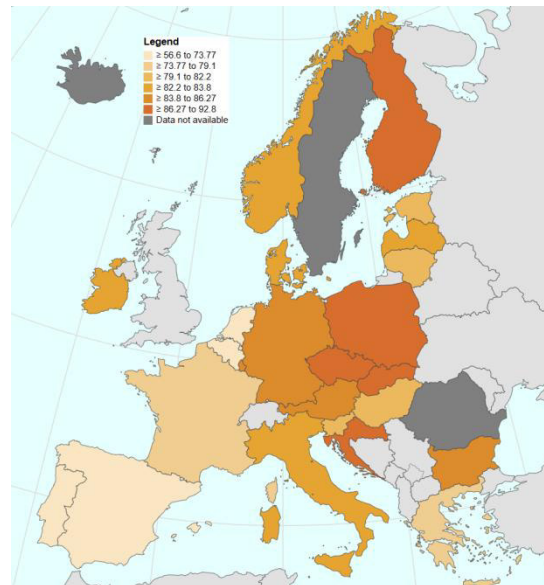 Legend
≥ 56.6 to 73.77
≥ 73.77 to 79.1
≥ 79.1 to 82.2
≥ 82.2 to 83.8
≥ 83.8 to 86.27
≥ 86.27 to 92.8
Data not available